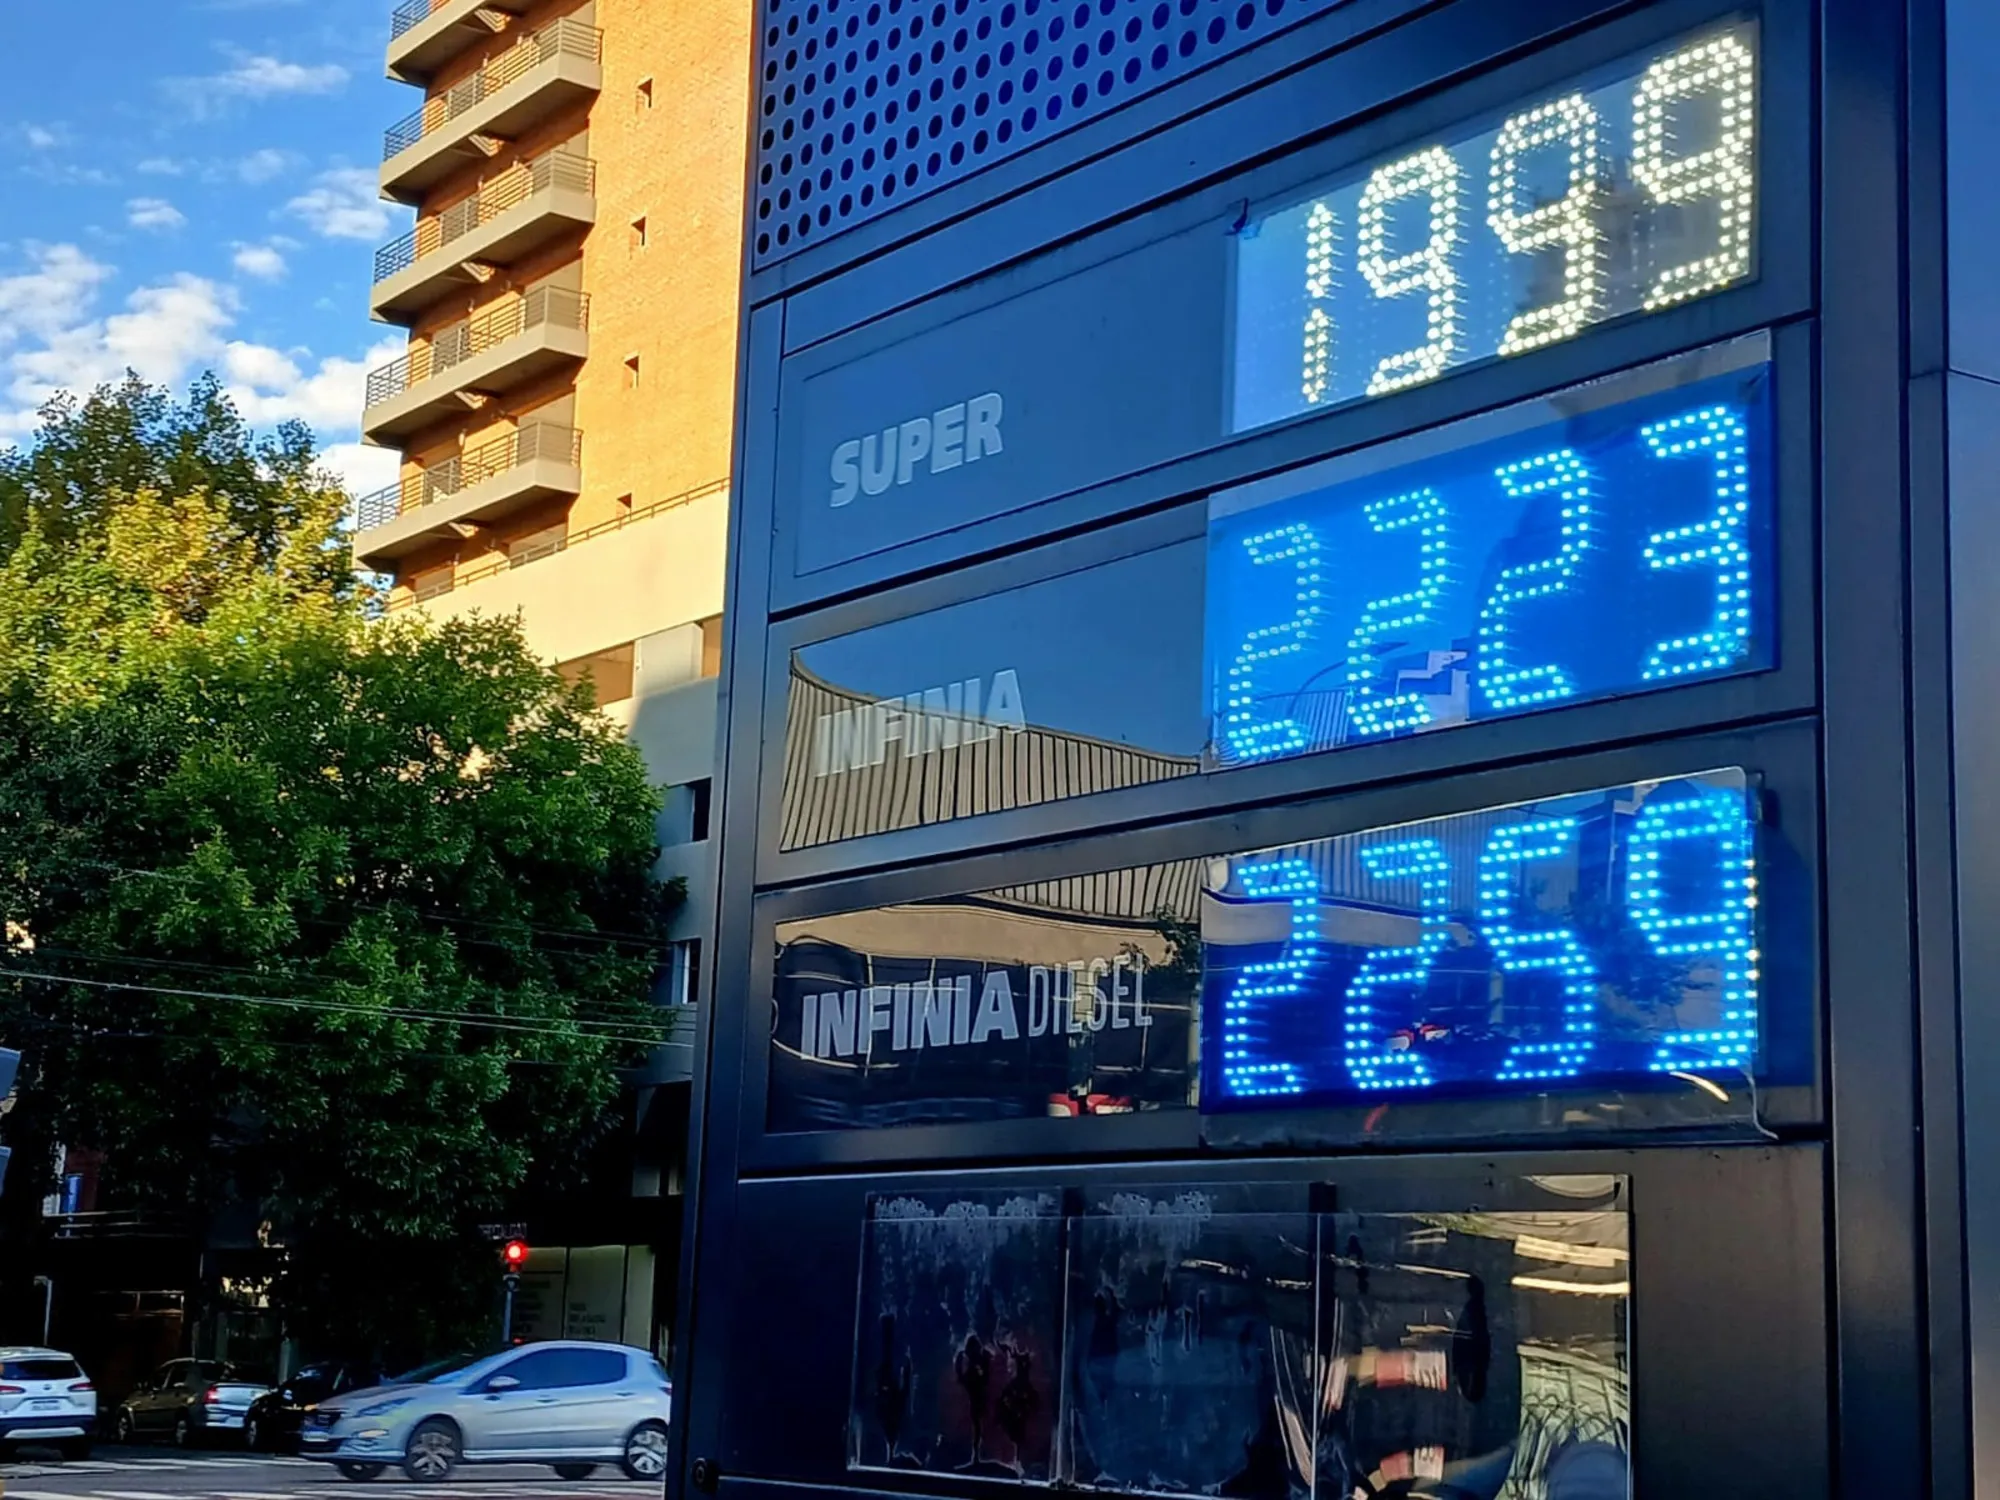 SUPER 1999
INFINIA 2223
INFINIA DIESEL 2259